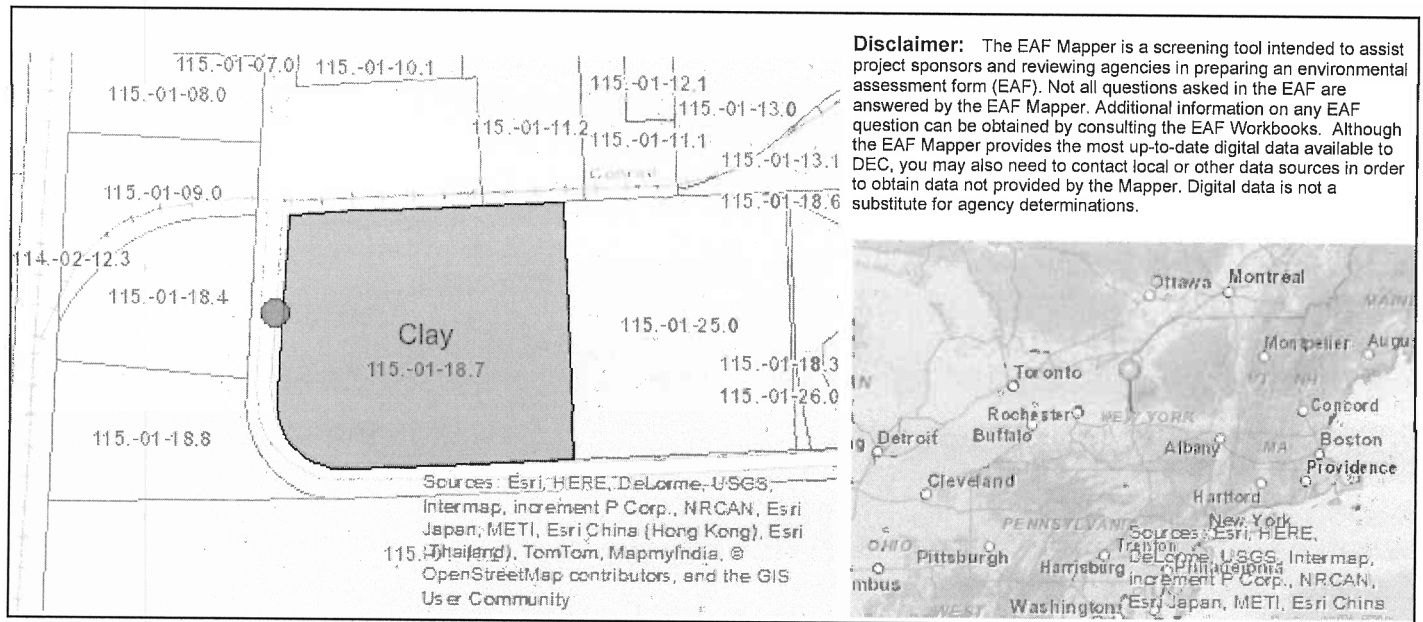 115.-01-07.0
115.-01-10.1
115.-01-08.0
115.-01-12.1
115.-01-13.0
115.-01-11.2
115.-01-11.1
115.-01-13.1
115.-01-09.0
115.-01-18.6
114.-02-12.3
115.-01-18.4
Clay
115.-01-25.0
115.-01-18.7
115.-01-18.3
115.-01-26.0
115.-01-18.8
Sources: Esri, HERE, DeLorme, USGS,
Intermap, increment P Corp., NRCAN, Esri
Japan, METI, Esri China (Hong Kong), Esri
(Thailand), TomTom, MapmyIndia, ©
OpenStreetMap contributors, and the GIS
User Community
Disclaimer: The EAF Mapper is a screening tool intended to assist
project sponsors and reviewing agencies in preparing an environmental
assessment form (EAF). Not all questions asked in the EAF are
answered by the EAF Mapper. Additional information on any EAF
question can be obtained by consulting the EAF Workbooks. Although
the EAF Mapper provides the most up-to-date digital data available to
DEC, you may also need to contact local or other data sources in order
to obtain data not provided by the Mapper. Digital data is not a
substitute for agency determinations.
Ottawa
Montreal
Montpelier
Augu
Toronto
VT
NH
Rochester
NEW YORK
Concord
Detroit
Buffalo
Albany
MA
Boston
Providence
Cleveland
Hartford
PENNSYLVANIA
New York
OHIO
Pittsburgh
Trenton
Harrisburg
Philadelphia
mbus
WEST
Washington
Sources: Esri, HERE,
DeLorme, USGS, Intermap,
increment P Corp., NRCAN,
Esri Japan, METI, Esri China